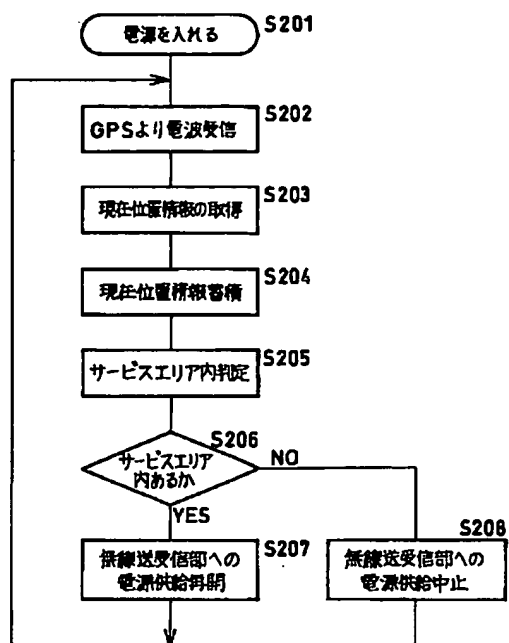 電源を入れる
S201
GPSより電波受信
S202
現在位置情報の取得
S203
現在位置情報蓄積
S204
サービスエリア内判定
S205
サービスエリア
内あるか
S206
NO
YES
無線送受信部への
電源供給再開
S207
無線送受信部への
電源供給中止
S208